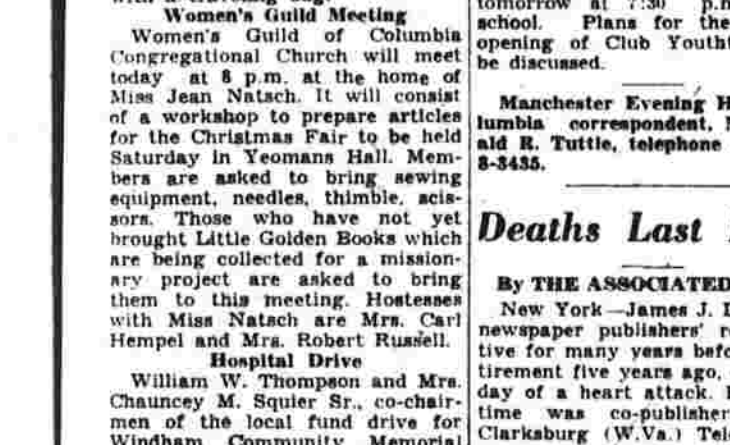 Women's Guild Meeting
Women's Guild of Columbia
Congregational Church will meet
today at 8 p.m. at the home of
Miss Jean Natsch. It will consist
of a workshop to prepare articles
for the Christmas Fair to be held
Saturday in Yeomans Hall. Mem-
bers are asked to bring sewing
equipment, needles, thimble, scis-
sors. Those who have not yet
brought Little Golden Books which
are being collected for a mission-
ary project are asked to bring
them to this meeting. Hostesses
with Miss Natsch are Mrs. Carl
Hempel and Mrs. Robert Russell.
Hospital Drive
William W. Thompson and Mrs.
Chauncey M. Squier Sr., co-chair-
men of the local fund drive for
Windham Community Memorial
tomorrow at 7:30 p.m
school. Plans for the
opening of Club Youth
be discussed.
Manchester Evening H
lumbia correspondent,
ald R. Tuttle, telephone
8-3435.
Deaths Last
By THE ASSOCIATED
New York—James J.
newspaper publishers'
tive for many years befo
tirement five years ago,
day of a heart attack.
time was co-publisher
Clarksburg (W.Va.) Tel